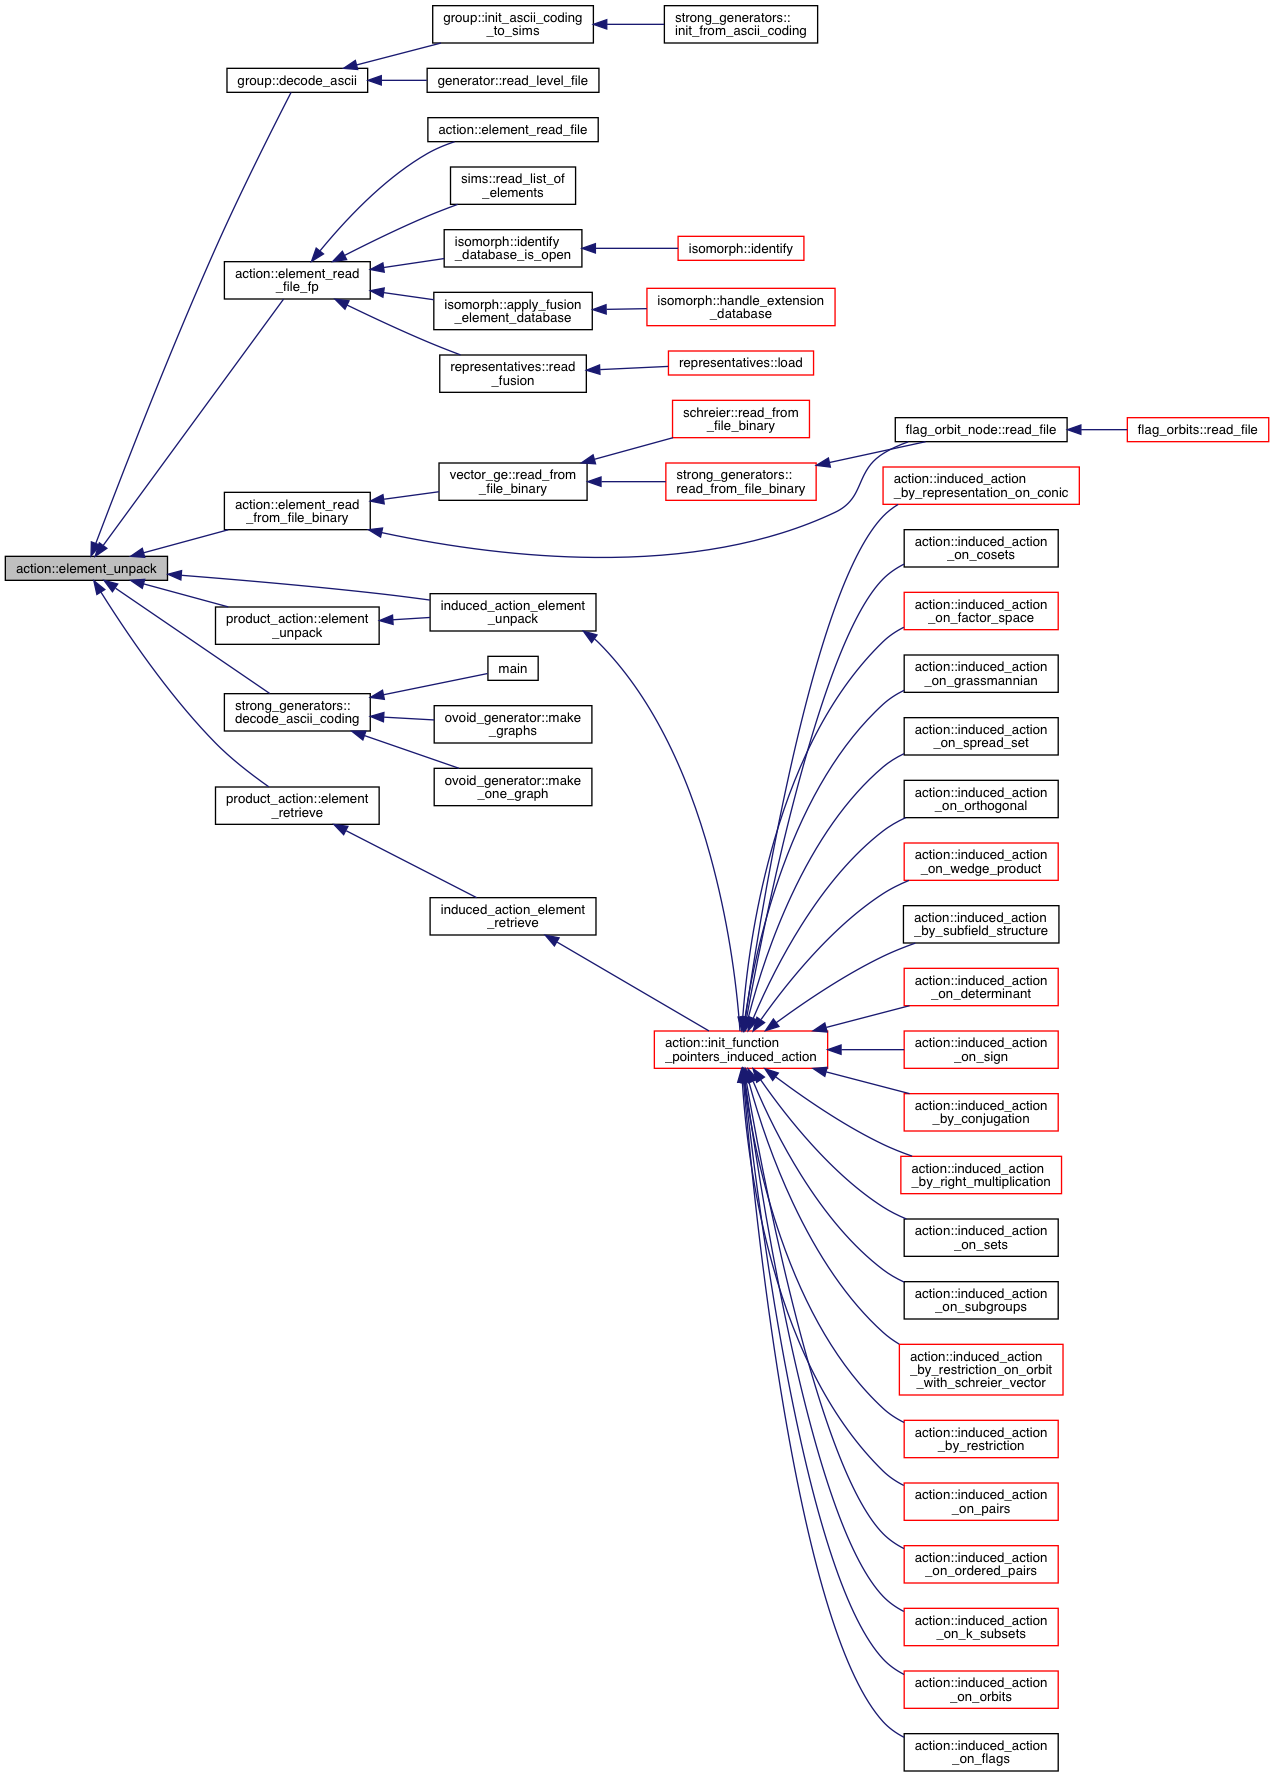 group::init_ascii_coding
_to_sims
strong_generators::
init_from_ascii_coding
group::decode_ascii
generator::read_level_file
action::element_read_file
sims::read_list_of
_elements
isomorph::identify
_database_is_open
isomorph::identify
action::element_read
_file_fp
isomorph::apply_fusion
_element_database
isomorph::handle_extension
_database
representatives::read
_fusion
representatives::load
schreier::read_from
_file_binary
flag_orbit_node::read_file
flag_orbits::read_file
vector_ge::read_from
_file_binary
strong_generators::
read_from_file_binary
action::induced_action
_by_representation_on_conic
action::element_read
_from_file_binary
action::induced_action
_on_cosets
action::element_unpack
induced_action_element
_unpack
action::induced_action
_on_factor_space
product_action::element
_unpack
main
action::induced_action
_on_grassmannian
strong_generators::
decode_ascii_coding
ovoid_generator::make
_graphs
action::induced_action
_on_spread_set
ovoid_generator::make
_one_graph
action::induced_action
_on_orthogonal
product_action::element
_retrieve
action::induced_action
_on_wedge_product
induced_action_element
_retrieve
action::induced_action
_by_subfield_structure
action::induced_action
_on_determinant
action::init_function
_pointers_induced_action
action::induced_action
_on_sign
action::induced_action
_by_conjugation
action::induced_action
_by_right_multiplication
action::induced_action
_on_sets
action::induced_action
_on_subgroups
action::induced_action
_by_restriction_on_orbit
_with_schreier_vector
action::induced_action
_by_restriction
action::induced_action
_on_pairs
action::induced_action
_on_ordered_pairs
action::induced_action
_on_k_subsets
action::induced_action
_on_orbits
action::induced_action
_on_flags